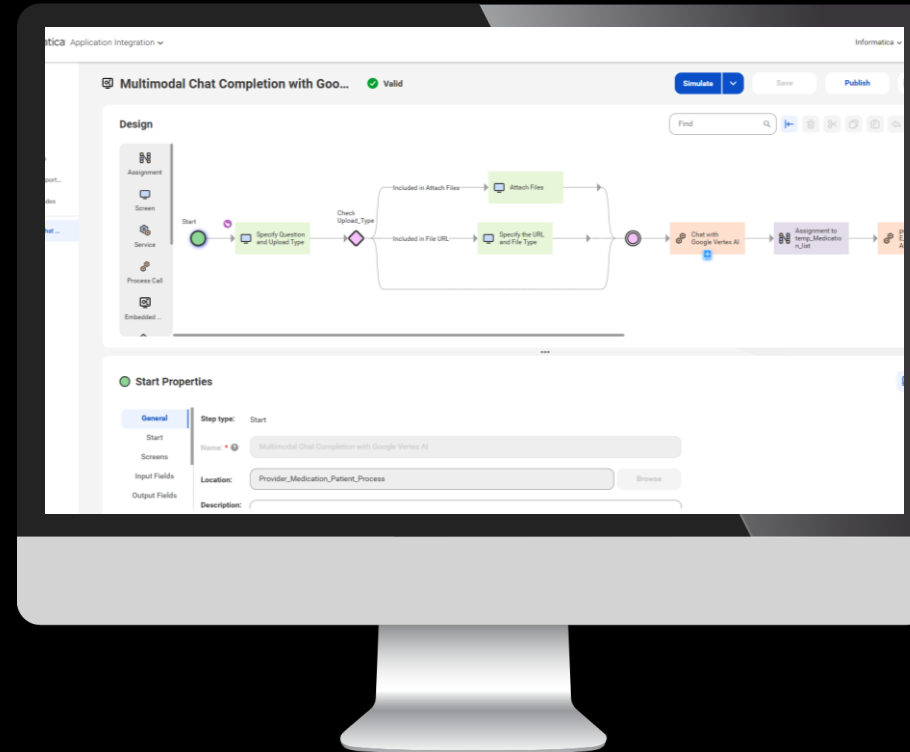 atica Application Integration
Informatica
Multimodal Chat Completion with Goo...
Valid
Simulate
Save
Publish
Design
Find
Assignment
Screen
Service
Process Call
Embedded ...
Start
Specify Question
and Upload Type
Check
Upload_Type
Included in Attach Files
Attach Files
Included in File URL
Specify the URL
and File Type
Chat with
Google Vertex AI
Assignment to
temp_Medicatio
n_list
port...
hat ...
Start Properties
General
Start
Screens
Input Fields
Output Fields
Step type: Start
Name: * Multimodal Chat Completion with Google Vertex AI
Location: Provider_Medication_Patient_Process
Browse
Description: